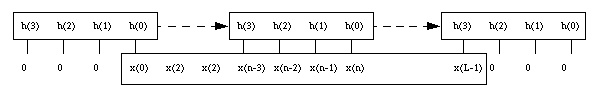 h(3) h(2) h(1) h(0) h(3) h(2) h(1) h(0) h(3) h(2) h(1) h(0)
0 0 0 x(0) x(2) x(2) x(n-3) x(n-2) x(n-1) x(n) x(L-1) 0 0 0